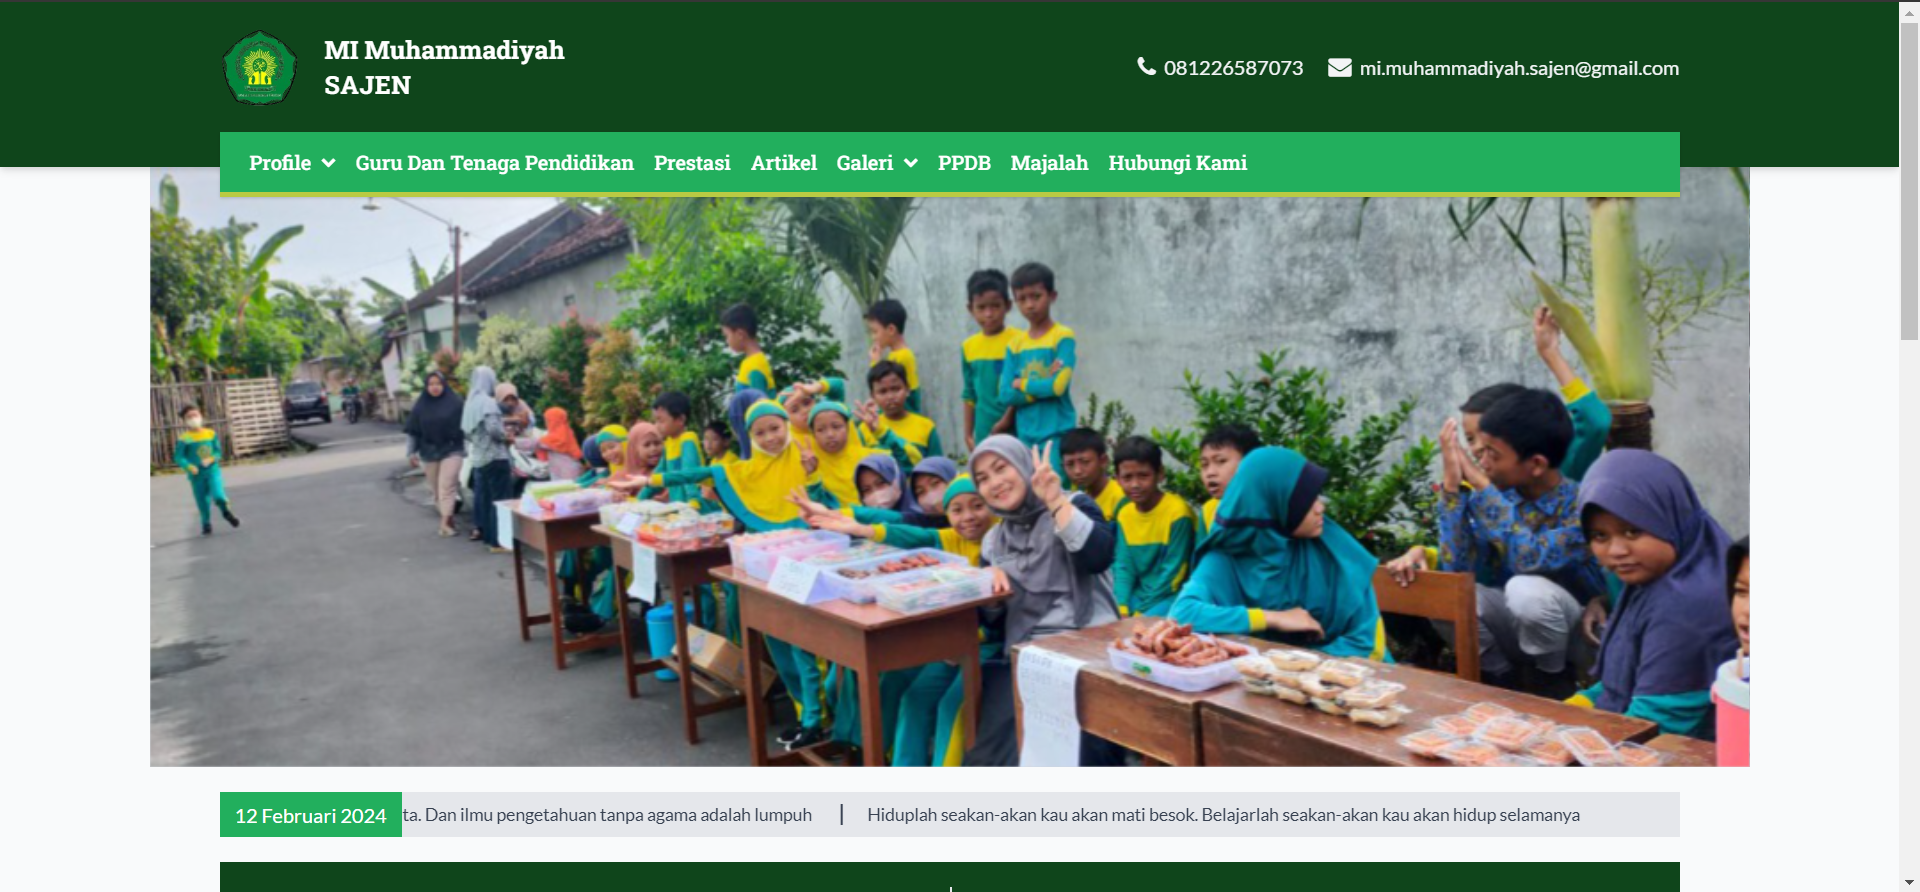 MI Muhammadiyah
SAJEN
081226587073 mi.muhammadiyah.sajen@gmail.com
Profile Guru Dan Tenaga Pendidikan Prestasi Artikel Galeri PPDB Majalah Hubungi Kami
12 Februari 2024 ta. Dan ilmu pengetahuan tanpa agama adalah lumpuh | Hiduplah seakan-akan kau akan mati besok. Belajarlah seakan-akan kau akan hidup selamanya